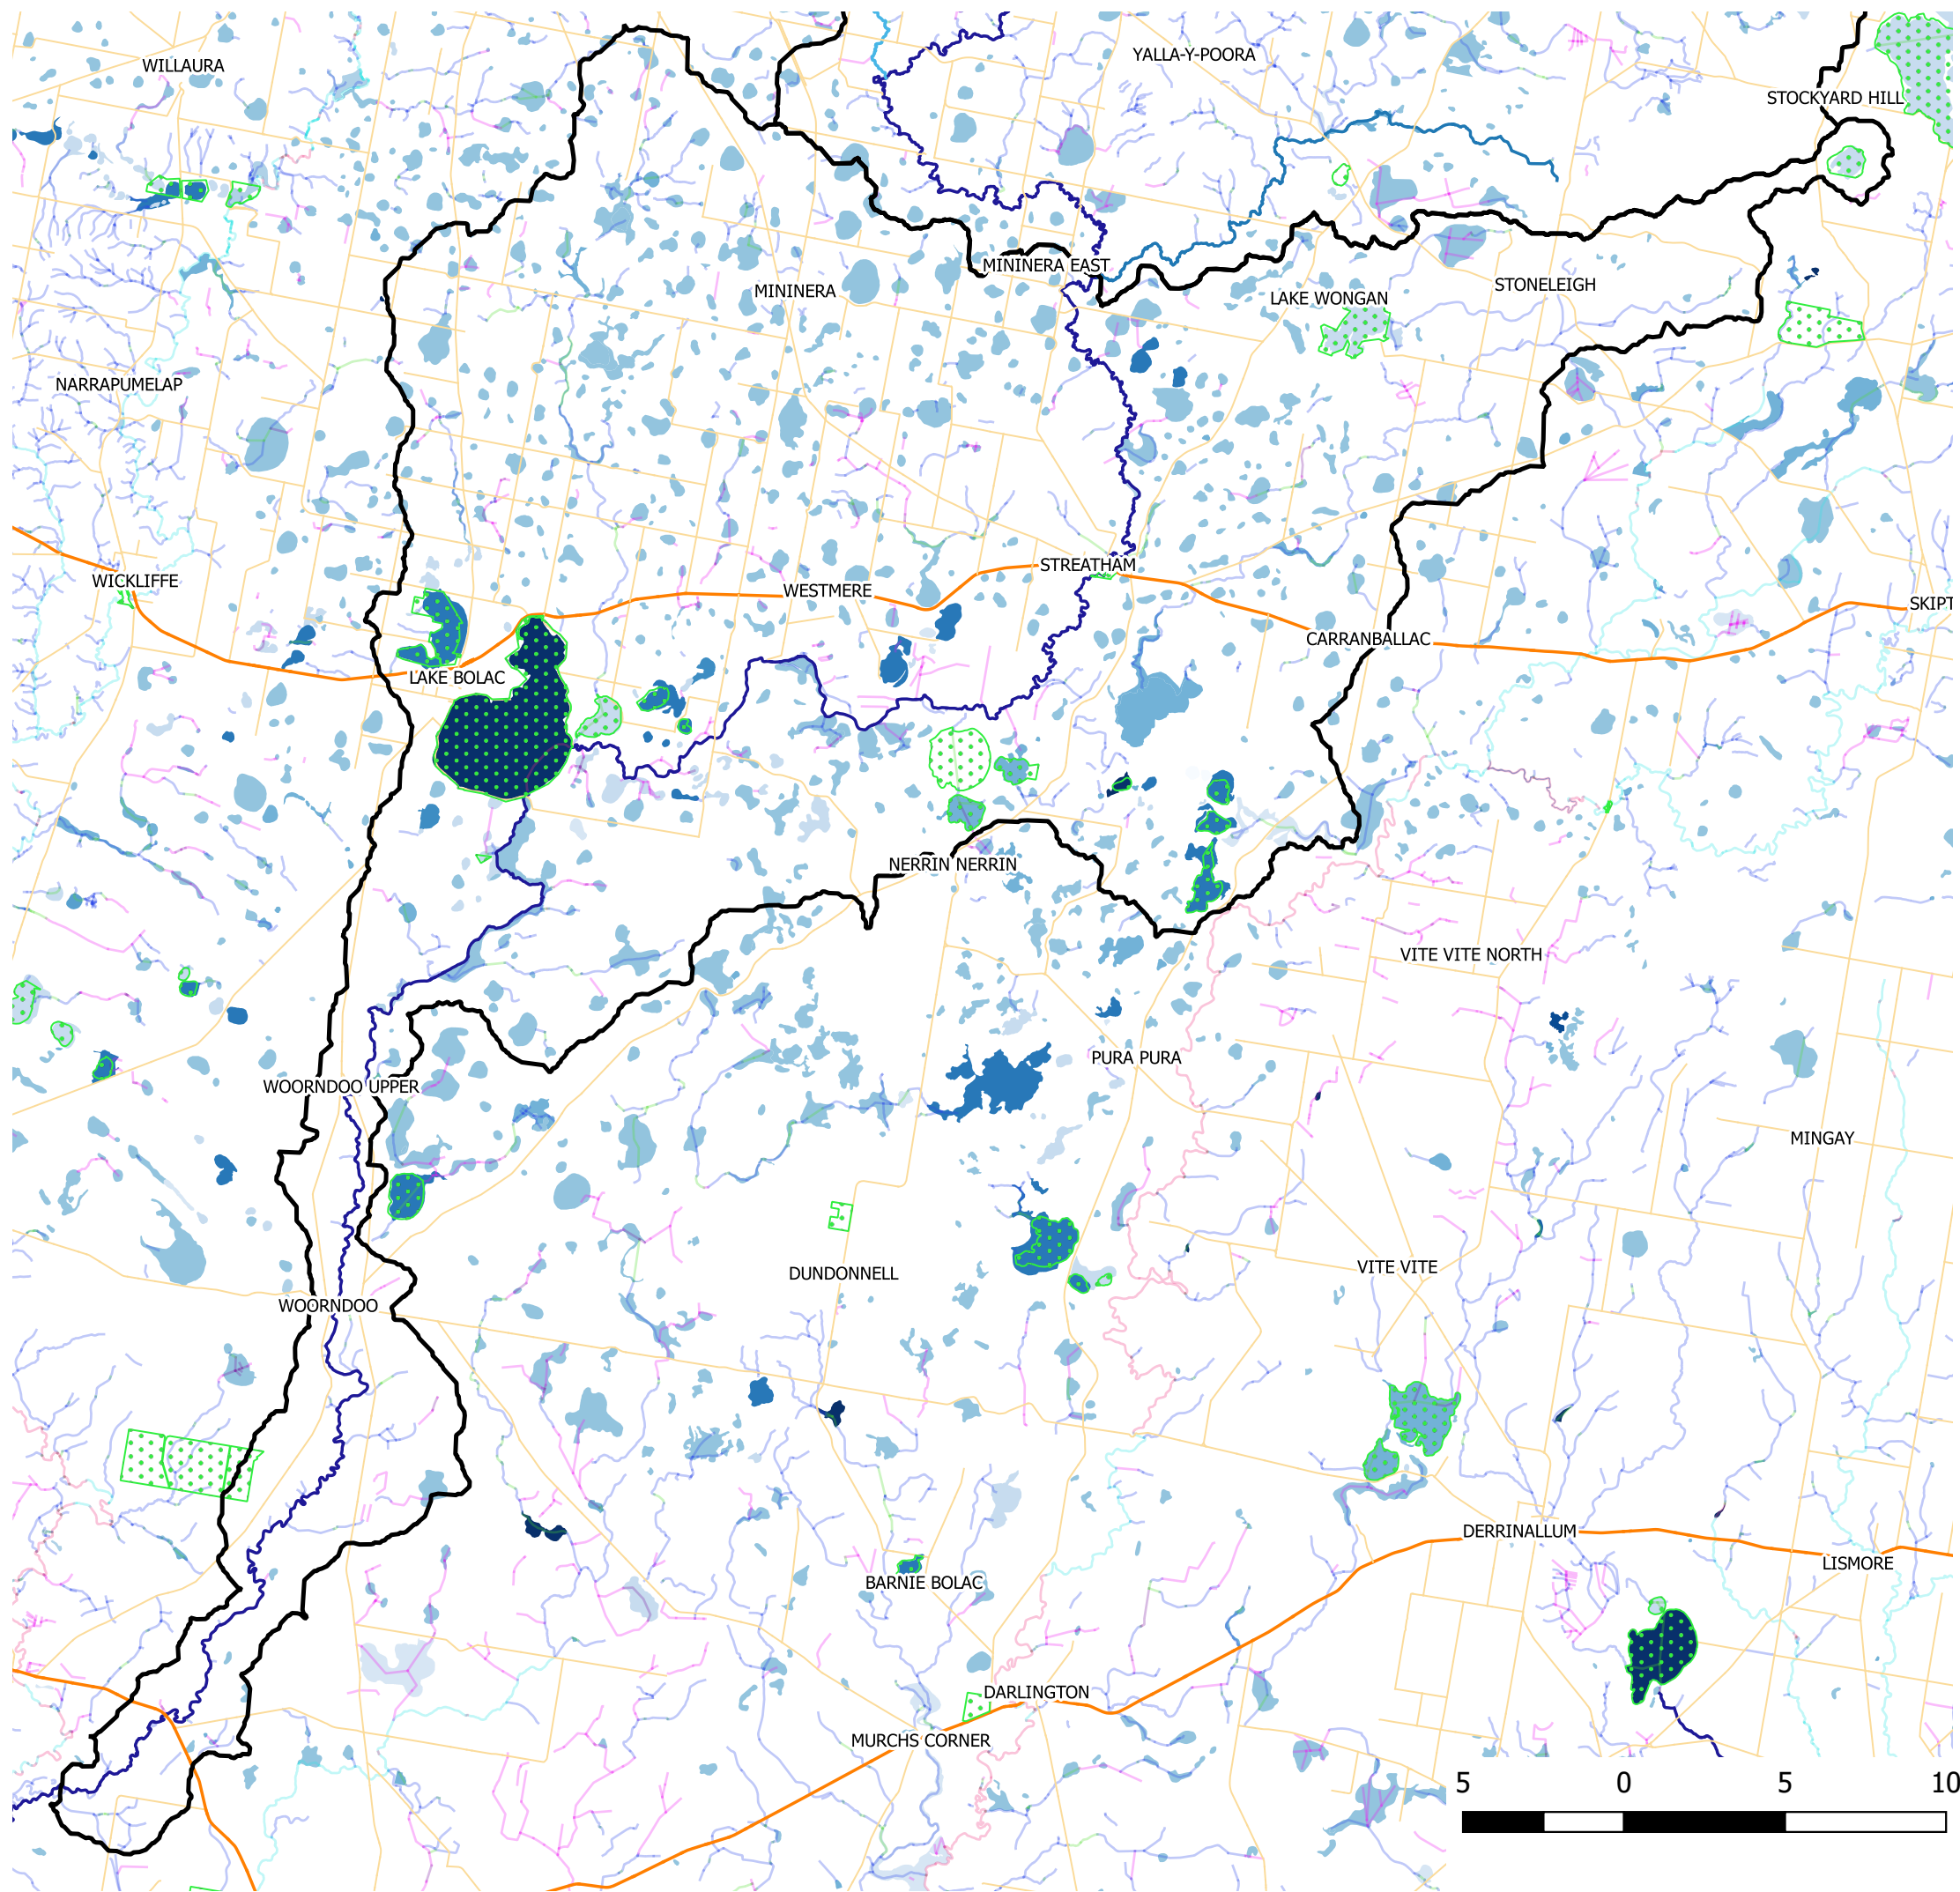 YALLA-Y-POORA
WILLAURA
STOCKYARD HILL
MININERA EAST
STONELEIGH
MININERA
LAKE WONGAN
NARRAPUMELAP
STREATHAM
WICKLIFFE
WESTMERE
SKIPT
CARRANBALLAC
LAKE BOLAC
NERRIN NERRIN
VITE VITE NORTH
PURA PURA
WOORNDOO UPPER
MINGAY
VITE VITE
DUNDONNELL
WOORNDOO
DERRINALLUM
LISMORE
BARNIE BOLAC
DARLINGTON
MURCHS CORNER
5 0 5 10